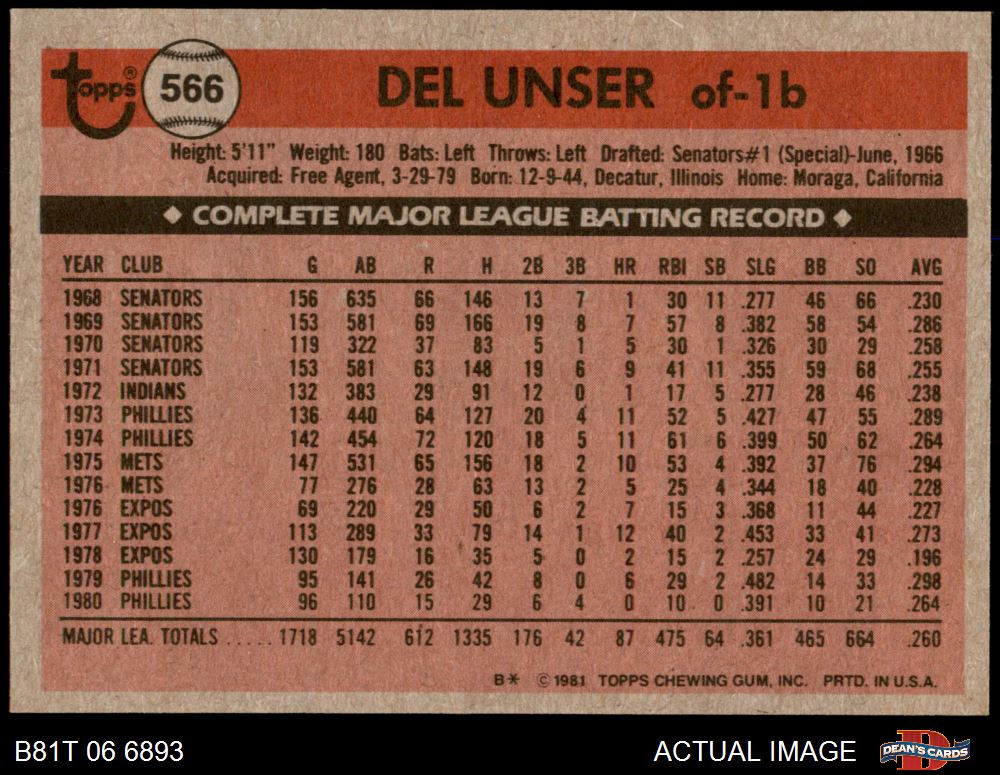 Topps® 566 DEL UNSER of-1b
Height: 5'11" Weight: 180 Bats: Left Throws: Left Drafted: Senators#1 (Special)-June, 1966
Acquired: Free Agent, 3-29-79 Born: 12-9-44, Decatur, Illinois Home: Moraga, California
◆ COMPLETE MAJOR LEAGUE BATTING RECORD ◆
YEAR CLUB G AB R H 2B 3B HR RBI SB SLG BB SO AVG
1968 SENATORS 156 635 66 146 13 7 1 30 11 .277 46 66 .230
1969 SENATORS 153 581 69 166 19 8 7 57 8 .382 58 54 .286
1970 SENATORS 119 322 37 83 5 1 5 30 1 .326 30 29 .258
1971 SENATORS 153 581 63 148 19 6 9 41 11 .355 59 68 .255
1972 INDIANS 132 383 29 91 12 0 1 17 5 .277 28 46 .238
1973 PHILLIES 136 440 64 127 20 4 11 52 5 .427 47 55 .289
1974 PHILLIES 142 454 72 120 18 5 11 61 6 .399 50 62 .264
1975 METS 147 531 65 156 18 2 10 53 4 .392 37 76 .294
1976 METS 77 276 28 63 13 2 5 25 4 .344 18 40 .228
1976 EXPOS 69 220 29 50 6 2 7 15 3 .368 11 44 .227
1977 EXPOS 113 289 33 79 14 1 12 40 2 .453 33 41 .273
1978 EXPOS 130 179 16 35 5 0 2 15 2 .257 24 29 .196
1979 PHILLIES 95 141 26 42 8 0 6 29 2 .482 14 33 .298
1980 PHILLIES 96 110 15 29 6 4 0 10 0 .391 10 21 .264
MAJOR LEA. TOTALS ..... 1718 5142 612 1335 176 42 87 475 64 .361 465 664 .260
B* © 1981 TOPPS CHEWING GUM, INC. PRTD. IN U.S.A.
B81T 06 6893 ACTUAL IMAGE DEAN'S CARDS